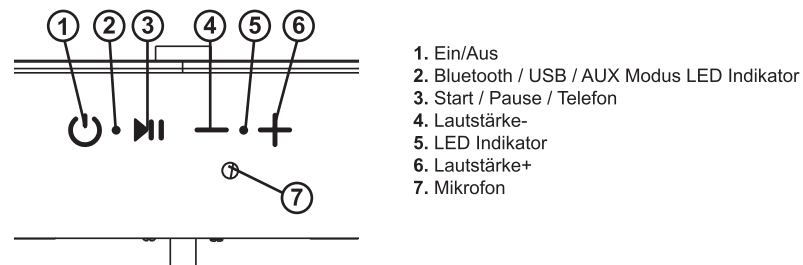 1 2 3 4 5 6
7
1. Ein/Aus
2. Bluetooth / USB / AUX Modus LED Indikator
3. Start / Pause / Telefon
4. Lautstärke-
5. LED Indikator
6. Lautstärke+
7. Mikrofon